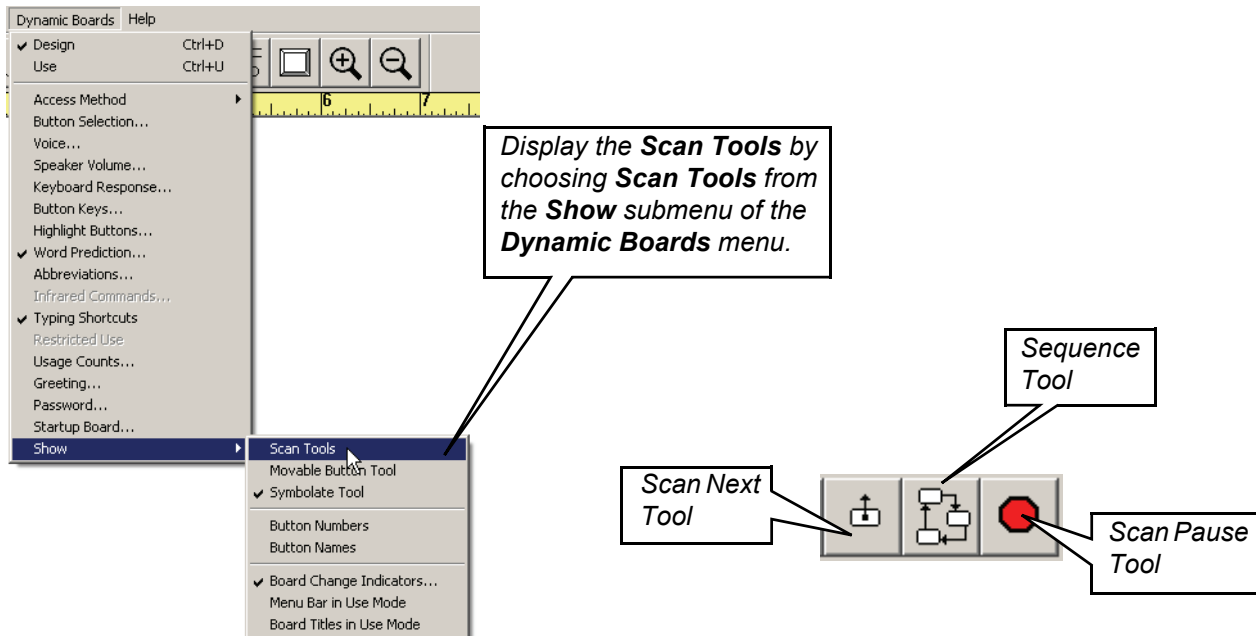 Dynamic Boards Help
✔ Design Ctrl+D
Use Ctrl+U
Access Method
Button Selection...
Voice...
Speaker Volume...
Keyboard Response...
Button Keys...
Highlight Buttons...
✔ Word Prediction...
Abbreviations...
Infrared Commands...
✔ Typing Shortcuts
Restricted Use
Usage Counts...
Greeting...
Password...
Startup Board...
Show
6 7
Scan Tools
Movable Button Tool
✔ Symbolate Tool
Button Numbers
Button Names
✔ Board Change Indicators...
Menu Bar in Use Mode
Board Titles in Use Mode
Display the Scan Tools by
choosing Scan Tools from
the Show submenu of the
Dynamic Boards menu.
Sequence
Tool
Scan Next
Tool
Scan Pause
Tool